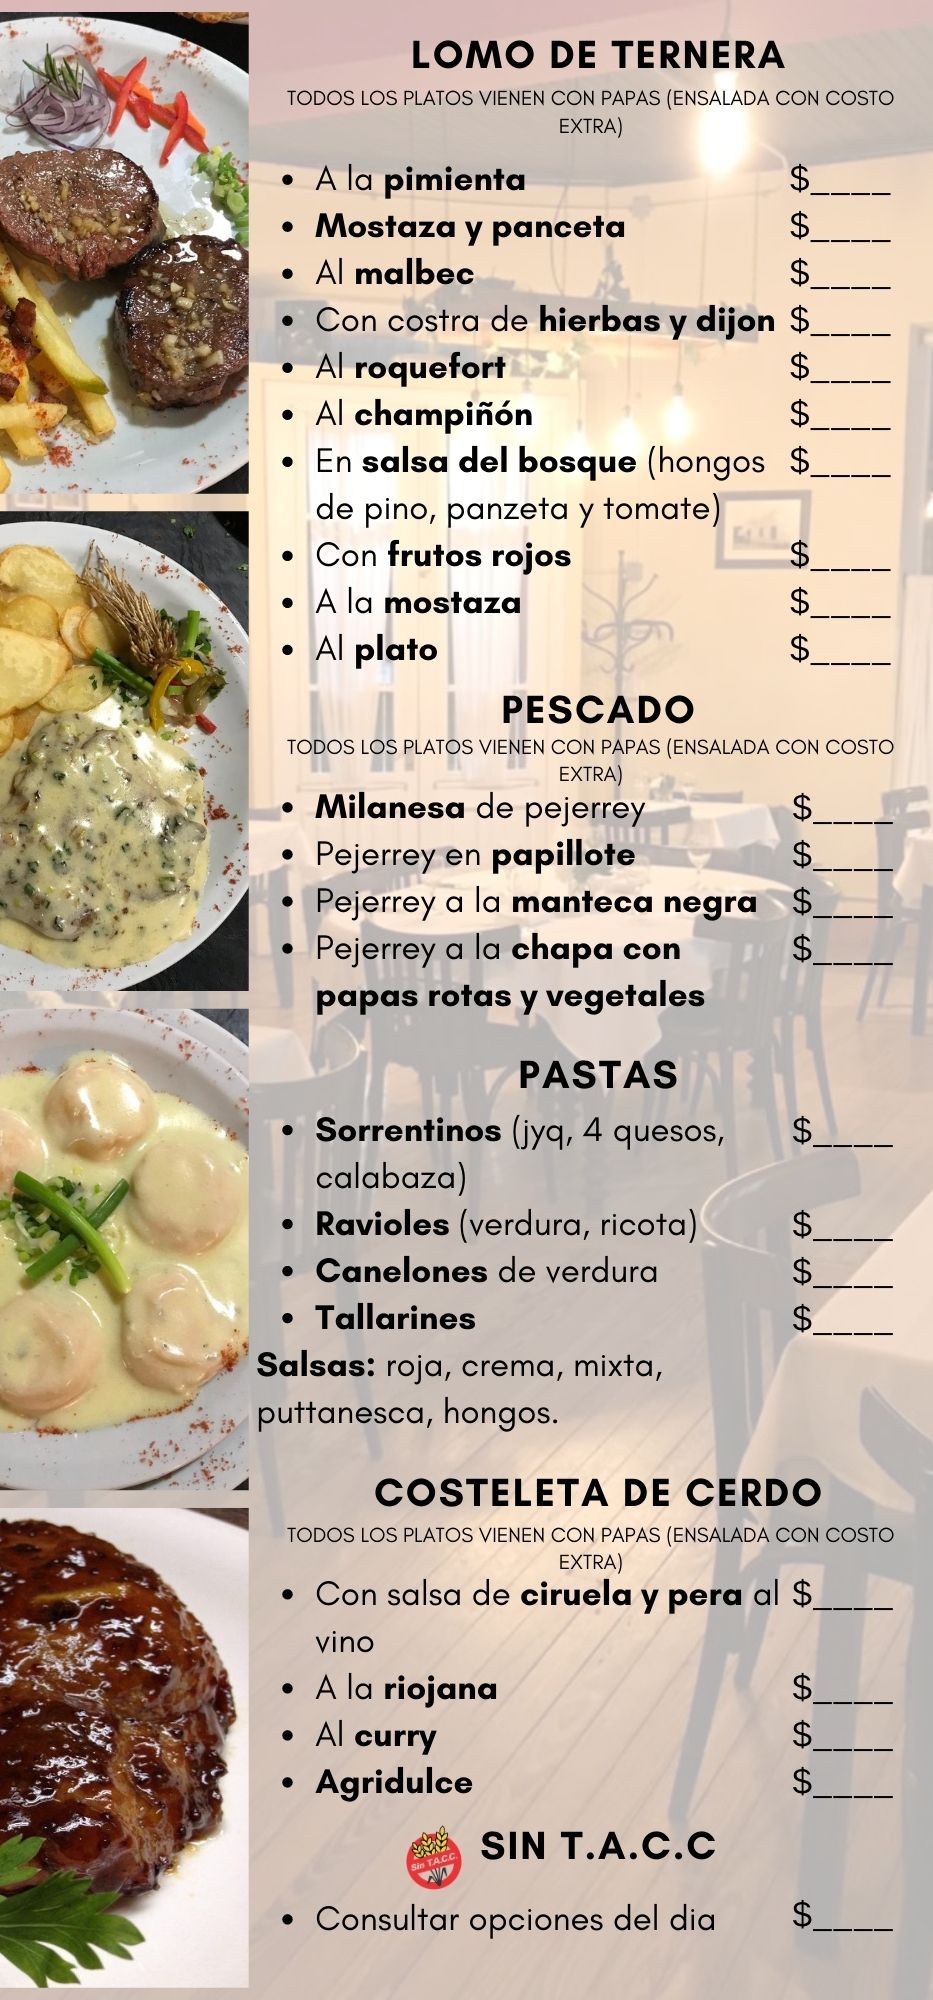 LOMO DE TERNERA
TODOS LOS PLATOS VIENEN CON PAPAS (ENSALADA CON COSTO
EXTRA)
• A la pimienta $____
• Mostaza y panceta $____
• Al malbec $____
• Con costra de hierbas y dijon $____
• Al roquefort $____
• Al champiñón $____
• En salsa del bosque (hongos $____
de pino, panzeta y tomate)
• Con frutos rojos $____
• A la mostaza $____
• Al plato $____
PESCADO
TODOS LOS PLATOS VIENEN CON PAPAS (ENSALADA CON COSTO
EXTRA)
• Milanesa de pejerrey $____
• Pejerrey en papillote $____
• Pejerrey a la manteca negra $____
• Pejerrey a la chapa con $____
papas rotas y vegetales
PASTAS
• Sorrentinos (jyq, 4 quesos, $____
calabaza)
• Ravioles (verdura, ricota) $____
• Canelones de verdura $____
• Tallarines $____
Salsas: roja, crema, mixta,
puttanesca, hongos.
COSTELETA DE CERDO
TODOS LOS PLATOS VIENEN CON PAPAS (ENSALADA CON COSTO
EXTRA)
• Con salsa de ciruela y pera al $____
vino
• A la riojana $____
• Al curry $____
• Agridulce $____
Sin T.A.C.C. SIN T.A.C.C
• Consultar opciones del dia $____